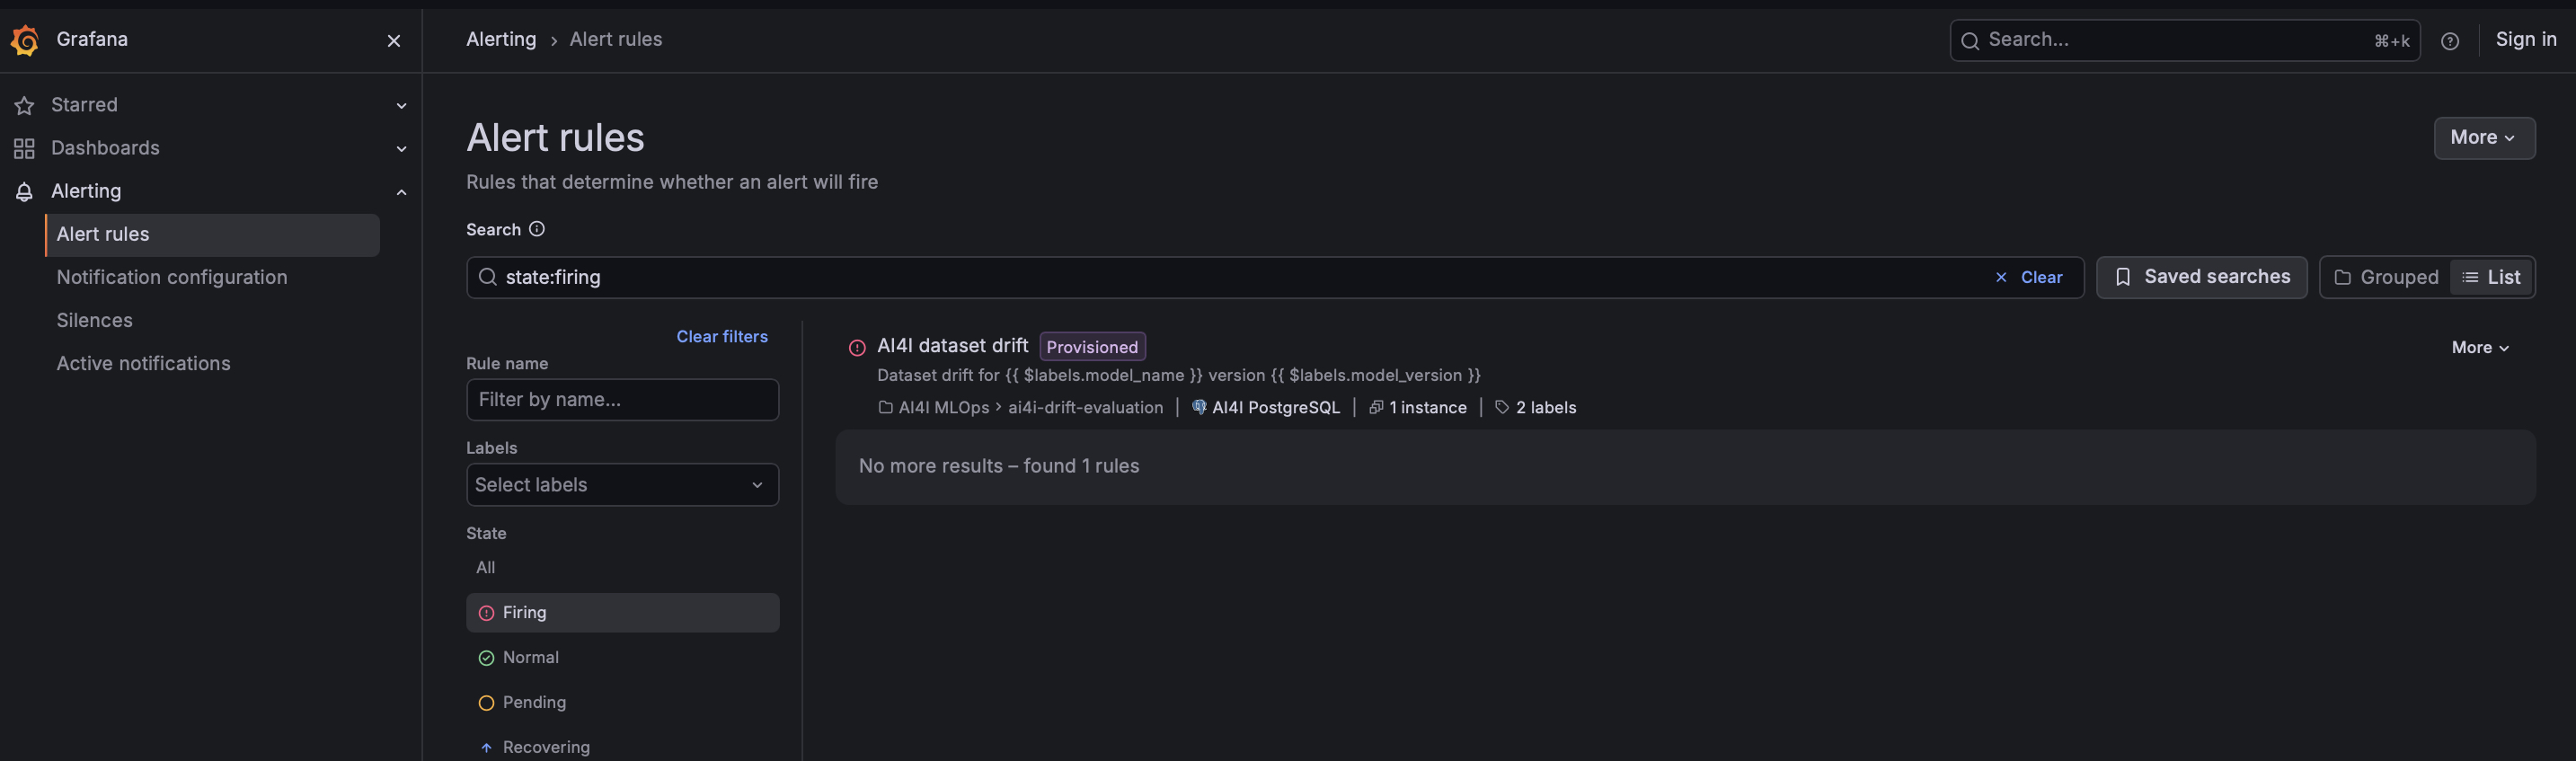 Grafana
Alerting › Alert rules
Search... ⌘+k
Sign in
Starred
Dashboards
Alerting
Alert rules
Notification configuration
Silences
Active notifications
Alert rules
More
Rules that determine whether an alert will fire
Search
state:firing
Clear
Saved searches
Grouped
List
Clear filters
Rule name
Filter by name...
Labels
Select labels
State
All
Firing
Normal
Pending
Recovering
AI4I dataset drift Provisioned
More
Dataset drift for {{ $labels.model_name }} version {{ $labels.model_version }}
AI4I MLOps › ai4i-drift-evaluation | AI4I PostgreSQL | 1 instance | 2 labels
No more results – found 1 rules